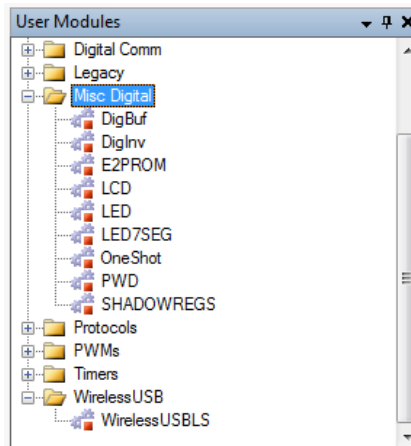 User Modules
Digital Comm
Legacy
Misc Digital
DigBuf
DigInv
E2PROM
LCD
LED
LED7SEG
OneShot
PWD
SHADOWREGS
Protocols
PWMs
Timers
WirelessUSB
WirelessUSBLS